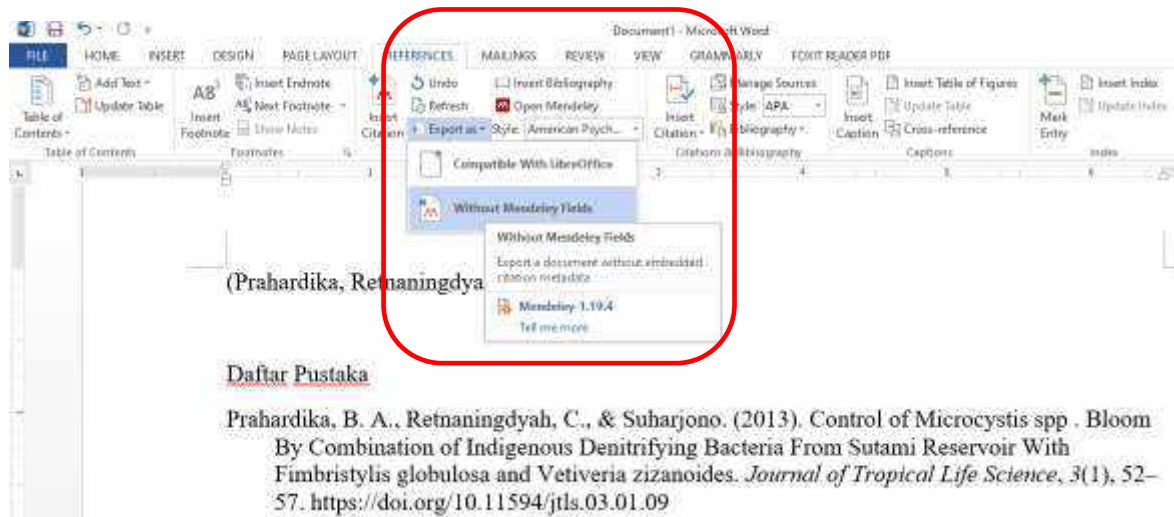 Document1 - Microsoft Word
FILE HOME INSERT DESIGN PAGE LAYOUT REFERENCES MAILINGS REVIEW VIEW GRAMMARLY FOXIT READER PDF
Add Text Insert Endnote Undo Insert Bibliography Manage Sources Insert Table of Figures Insert Index
Update Table AB Next Footnote Refresh Open Mendeley Style: APA Update Table Update Index
Table of Contents Insert Footnote Show Notes Insert Citation Export as Style: American Psych... Insert Citation Bibliography Insert Caption Cross-reference Mark Entry
Table of Contents Footnotes Citations & Bibliography Captions Index
Compatible With LibreOffice
Without Mendeley Fields
Without Mendeley Fields
Export a document without embedded
citation metadata
Mendeley-1.19.4
Tell me more
(Prahardika, Retnaningdya
Daftar Pustaka
Prahardika, B. A., Retnaningdyah, C., & Suharjono. (2013). Control of Microcystis spp . Bloom
By Combination of Indigenous Denitrifying Bacteria From Sutami Reservoir With
Fimbristylis globulosa and Vetiveria zizanoides. Journal of Tropical Life Science, 3(1), 52–
57. https://doi.org/10.11594/jtls.03.01.09